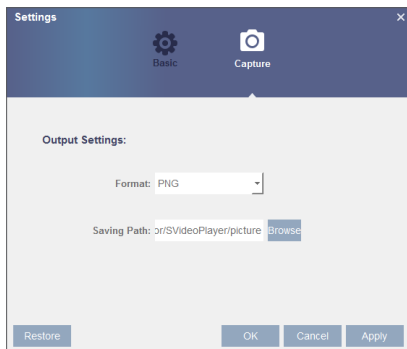 Settings
Basic
Capture
Output Settings:
Format: PNG
Saving Path: or/SVideoPlayer/picture Browse
Restore OK Cancel Apply